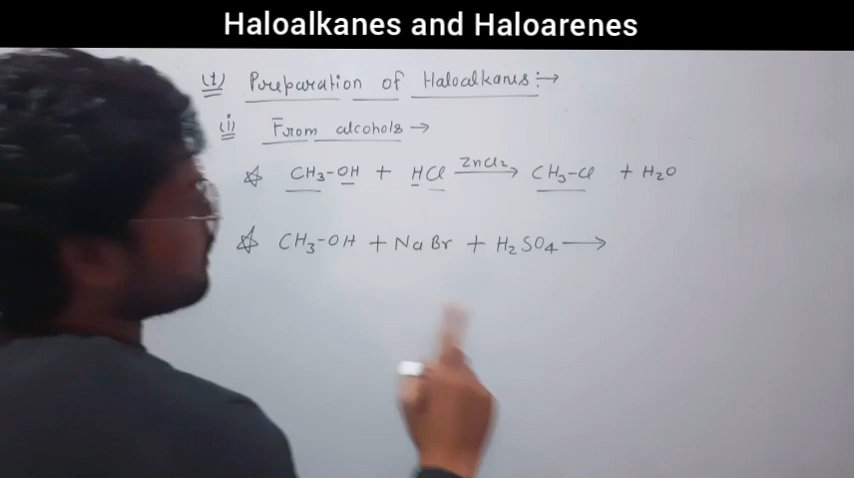 Haloalkanes and Haloarenes
(1) Preparation of Haloalkanes :→
(i) From alcohols →
☆ CH₃-OH + HCl ZnCl₂→ CH₃-Cl + H₂O
☆ CH₃-OH + NaBr + H₂SO₄ →